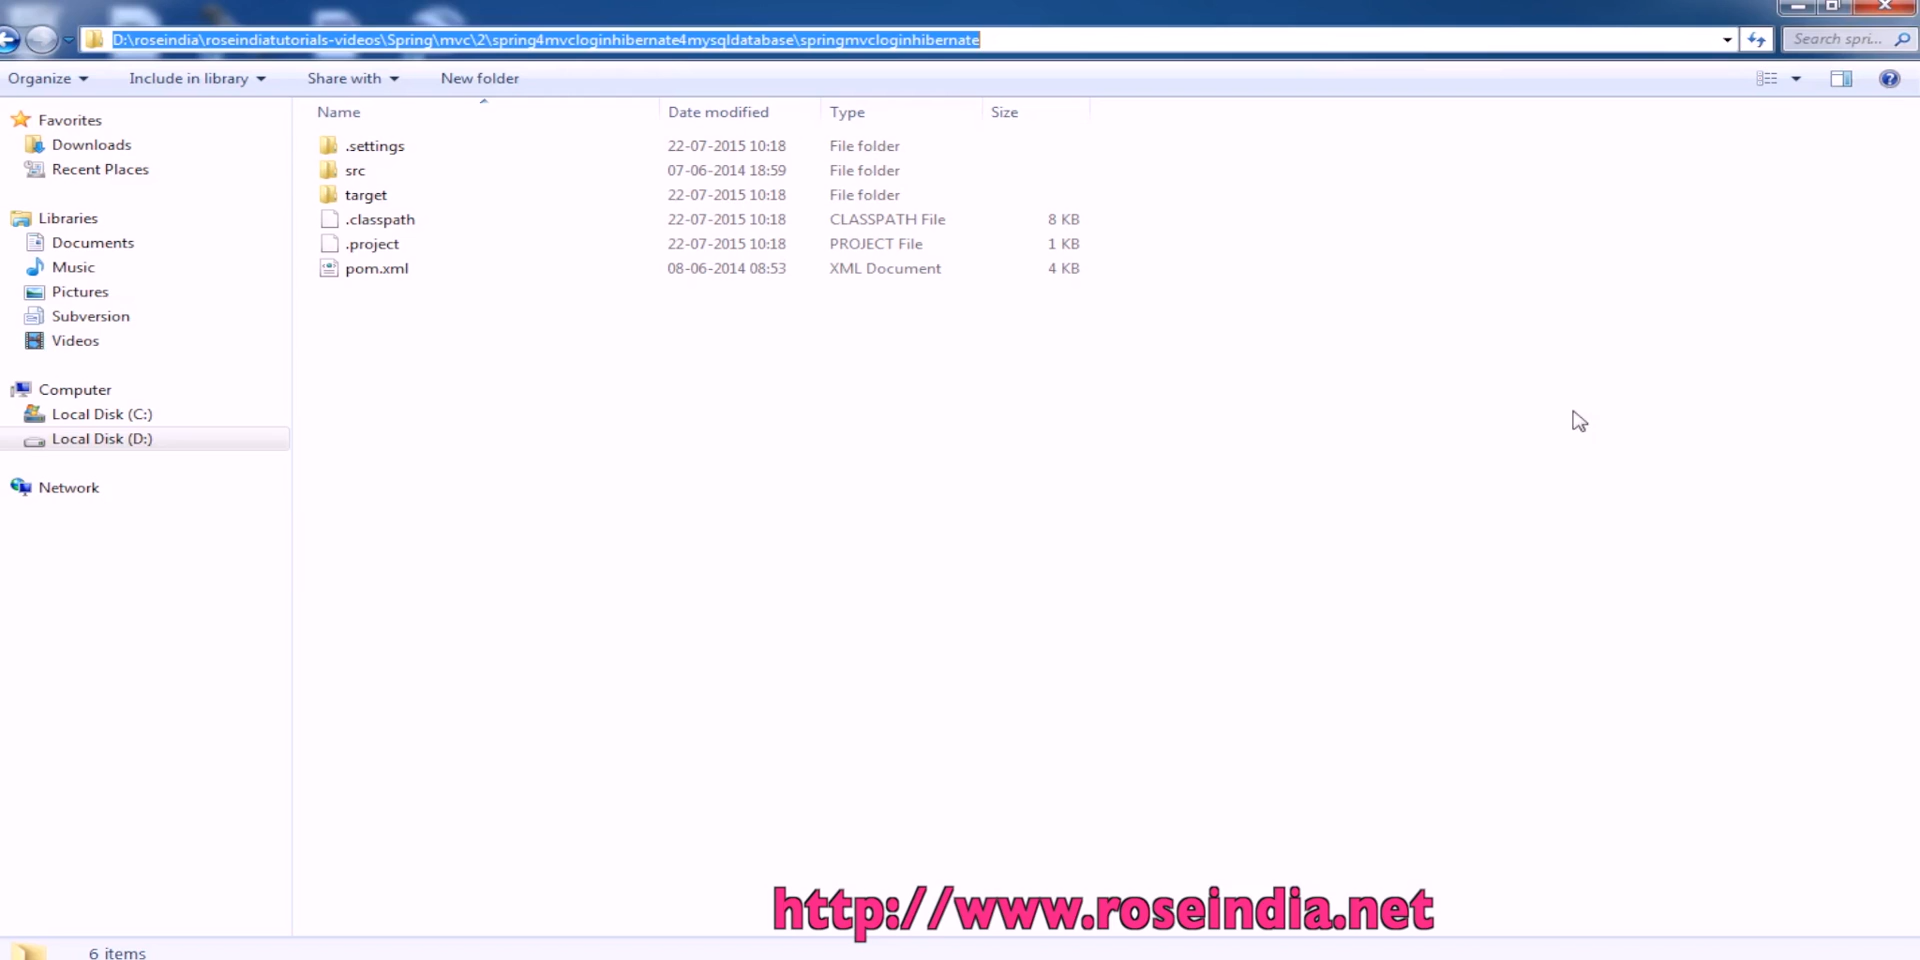 D:\roseindia\roseindiatutorials-videos\Spring\mvc\2\spring4mvcloginhibernate4mysqldatabase\springmvcloginhibernate
Search spri...
Organize Include in library Share with New folder
Name Date modified Type Size
Favorites
Downloads
Recent Places
Libraries
Documents
Music
Pictures
Subversion
Videos
Computer
Local Disk (C:)
Local Disk (D:)
Network
.settings 22-07-2015 10:18 File folder
src 07-06-2014 18:59 File folder
target 22-07-2015 10:18 File folder
.classpath 22-07-2015 10:18 CLASSPATH File 8 KB
.project 22-07-2015 10:18 PROJECT File 1 KB
pom.xml 08-06-2014 08:53 XML Document 4 KB
http://www.roseindia.net
6 items